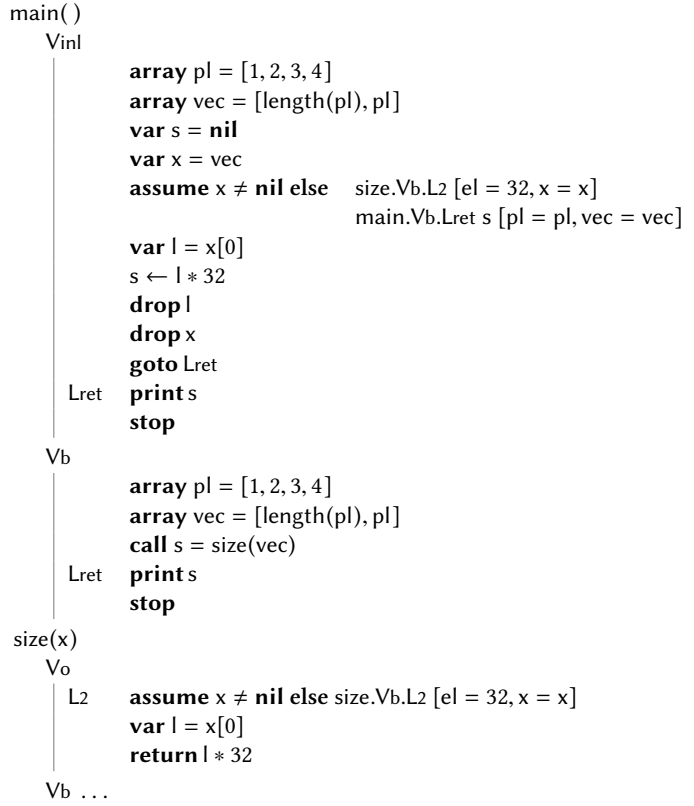 main( )
Vinl
array pl = [1, 2, 3, 4]
array vec = [length(pl), pl]
var s = nil
var x = vec
assume x ≠ nil else size.Vb.L2 [el = 32, x = x]
main.Vb.Lret s [pl = pl, vec = vec]
var l = x[0]
s ← l ∗ 32
drop l
drop x
goto Lret
Lret print s
stop
Vb
array pl = [1, 2, 3, 4]
array vec = [length(pl), pl]
call s = size(vec)
Lret print s
stop
size(x)
Vo
L2 assume x ≠ nil else size.Vb.L2 [el = 32, x = x]
var l = x[0]
return l ∗ 32
Vb ...